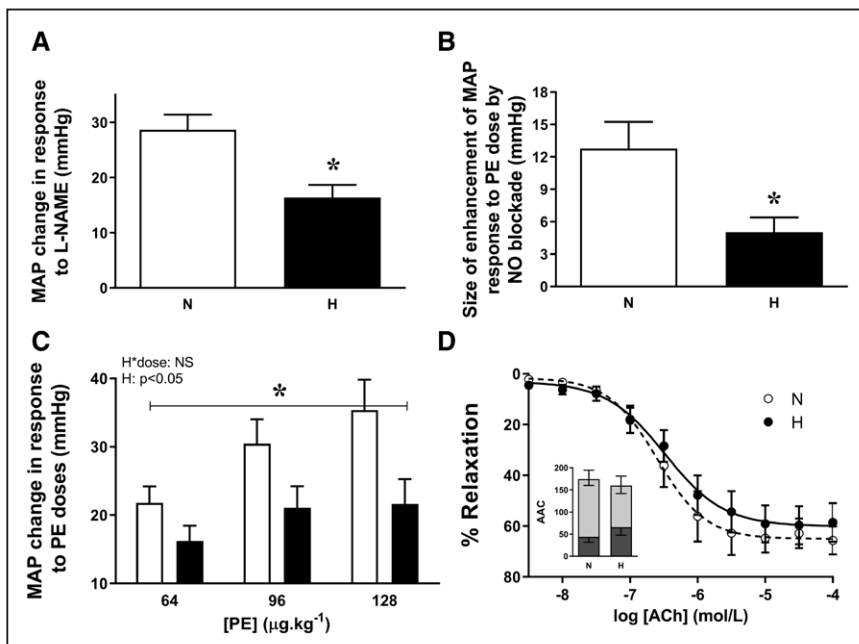 A
MAP change in response
to L-NAME (mmHg)
30
20
10
0
*
N
H
B
Size of enhancement of MAP
response to PE dose by
NO blockade (mmHg)
18
15
12
9
6
3
0
*
N
H
C
MAP change in response
to PE doses (mmHg)
H*dose: NS
H: p<0.05
*
40
30
20
10
64
96
128
[PE] (µg.kg⁻¹)
D
% Relaxation
0
20
40
60
80
N
H
AAC
200
150
100
50
0
N
H
-8
-7
-6
-5
-4
log [ACh] (mol/L)